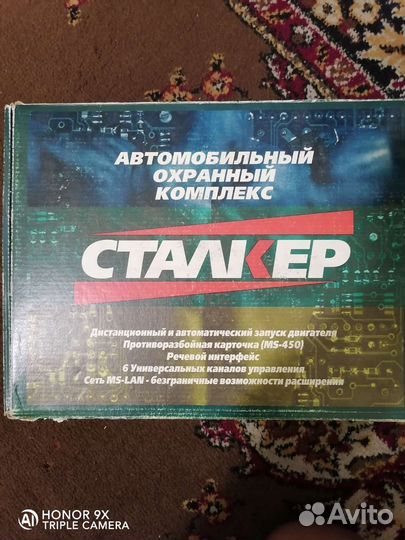 АВТОМОБИЛЬНЫЙ
ОХРАННЫЙ
КОМПЛЕКС
СТАЛКЕР
Дистанционный и автоматический запуск двигателя
Противоразбойная карточка (MS-450)
Речевой интерфейс
6 Универсальных каналов управления
Сеть MS-LAN - безграничные возможности расширения
HONOR 9X
TRIPLE CAMERA
Avito